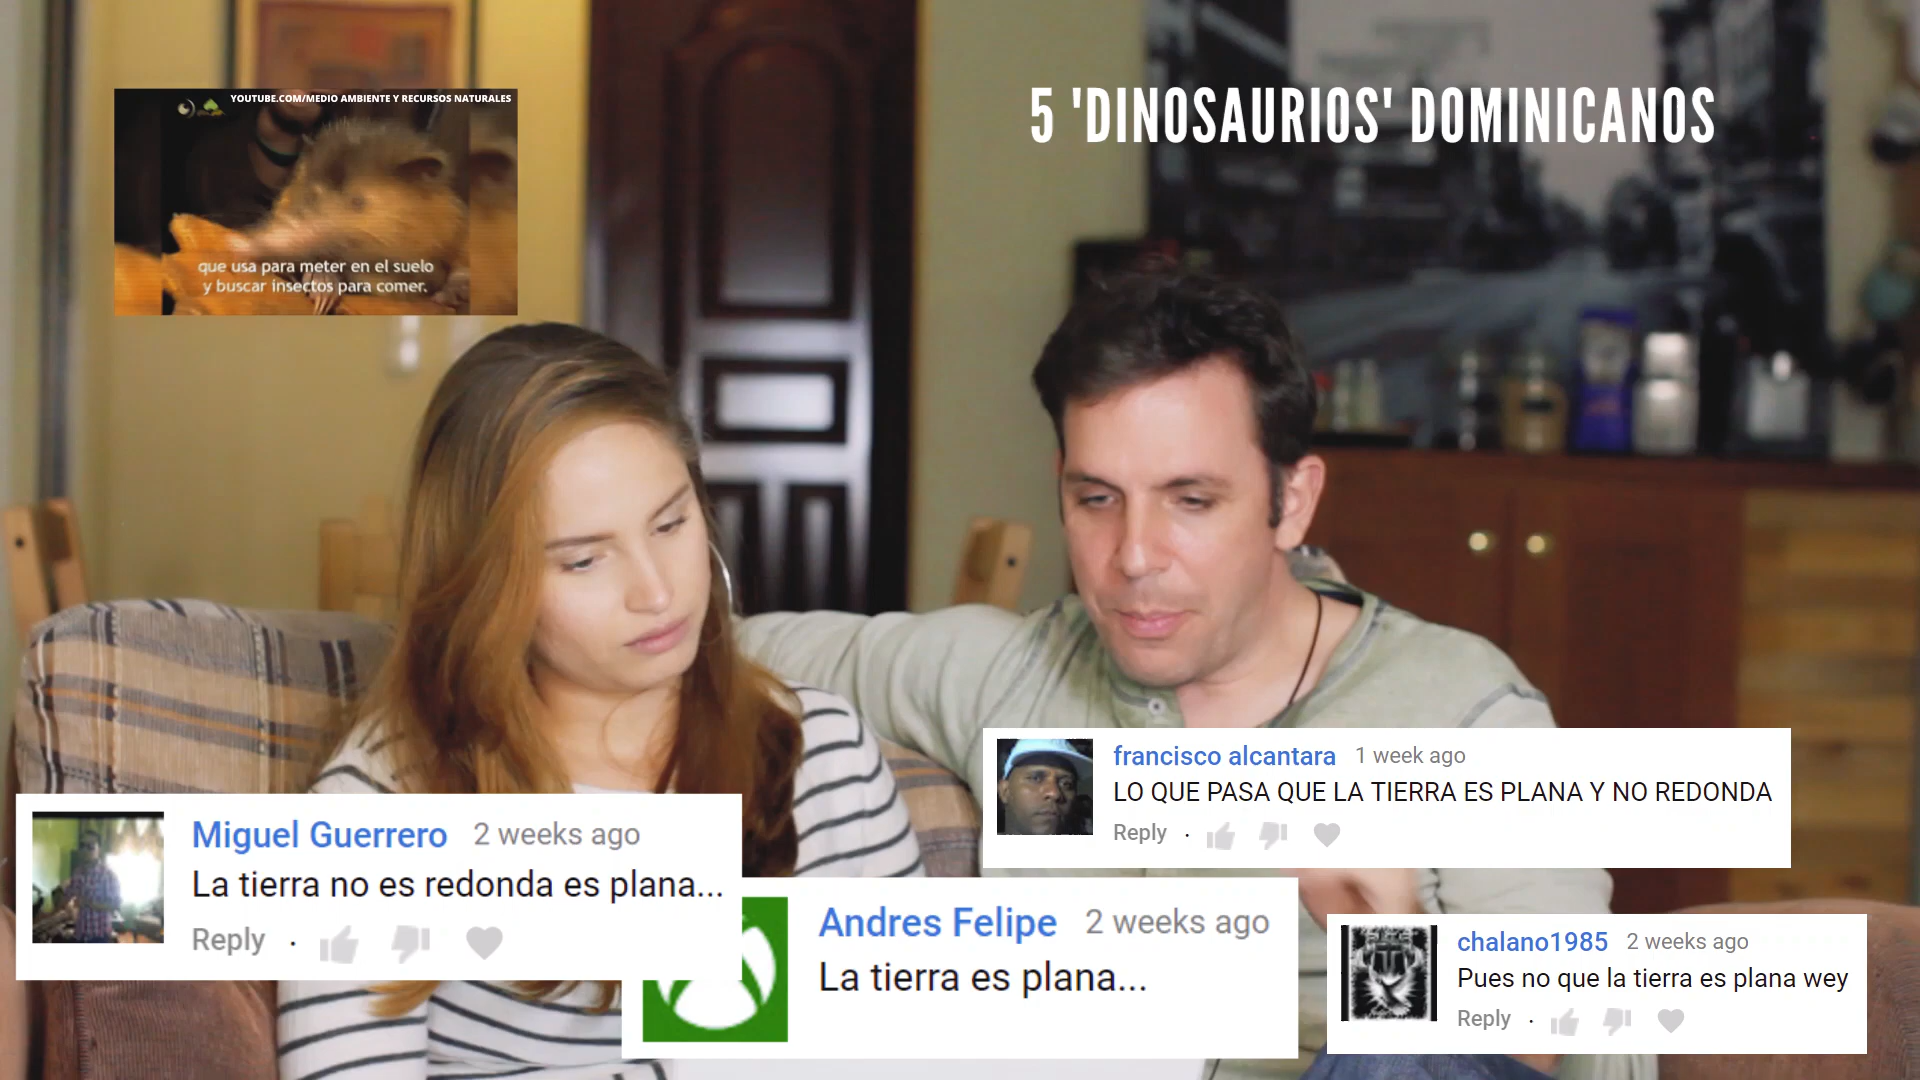 YOUTUBE.COM/MEDIO AMBIENTE Y RECURSOS NATURALES
que usa para meter en el suelo
y buscar insectos para comer.
5 'DINOSAURIOS' DOMINICANOS
francisco alcantara 1 week ago
LO QUE PASA QUE LA TIERRA ES PLANA Y NO REDONDA
Reply ·
Miguel Guerrero 2 weeks ago
La tierra no es redonda es plana...
Reply ·
Andres Felipe 2 weeks ago
La tierra es plana...
chalano1985 2 weeks ago
Pues no que la tierra es plana wey
Reply ·